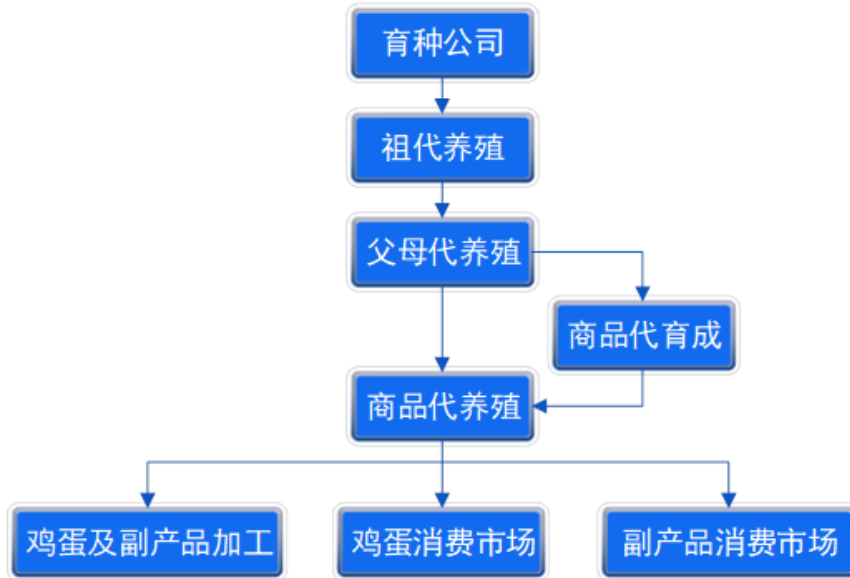 育种公司
祖代养殖
父母代养殖
商品代育成
商品代养殖
鸡蛋及副产品加工
鸡蛋消费市场
副产品消费市场